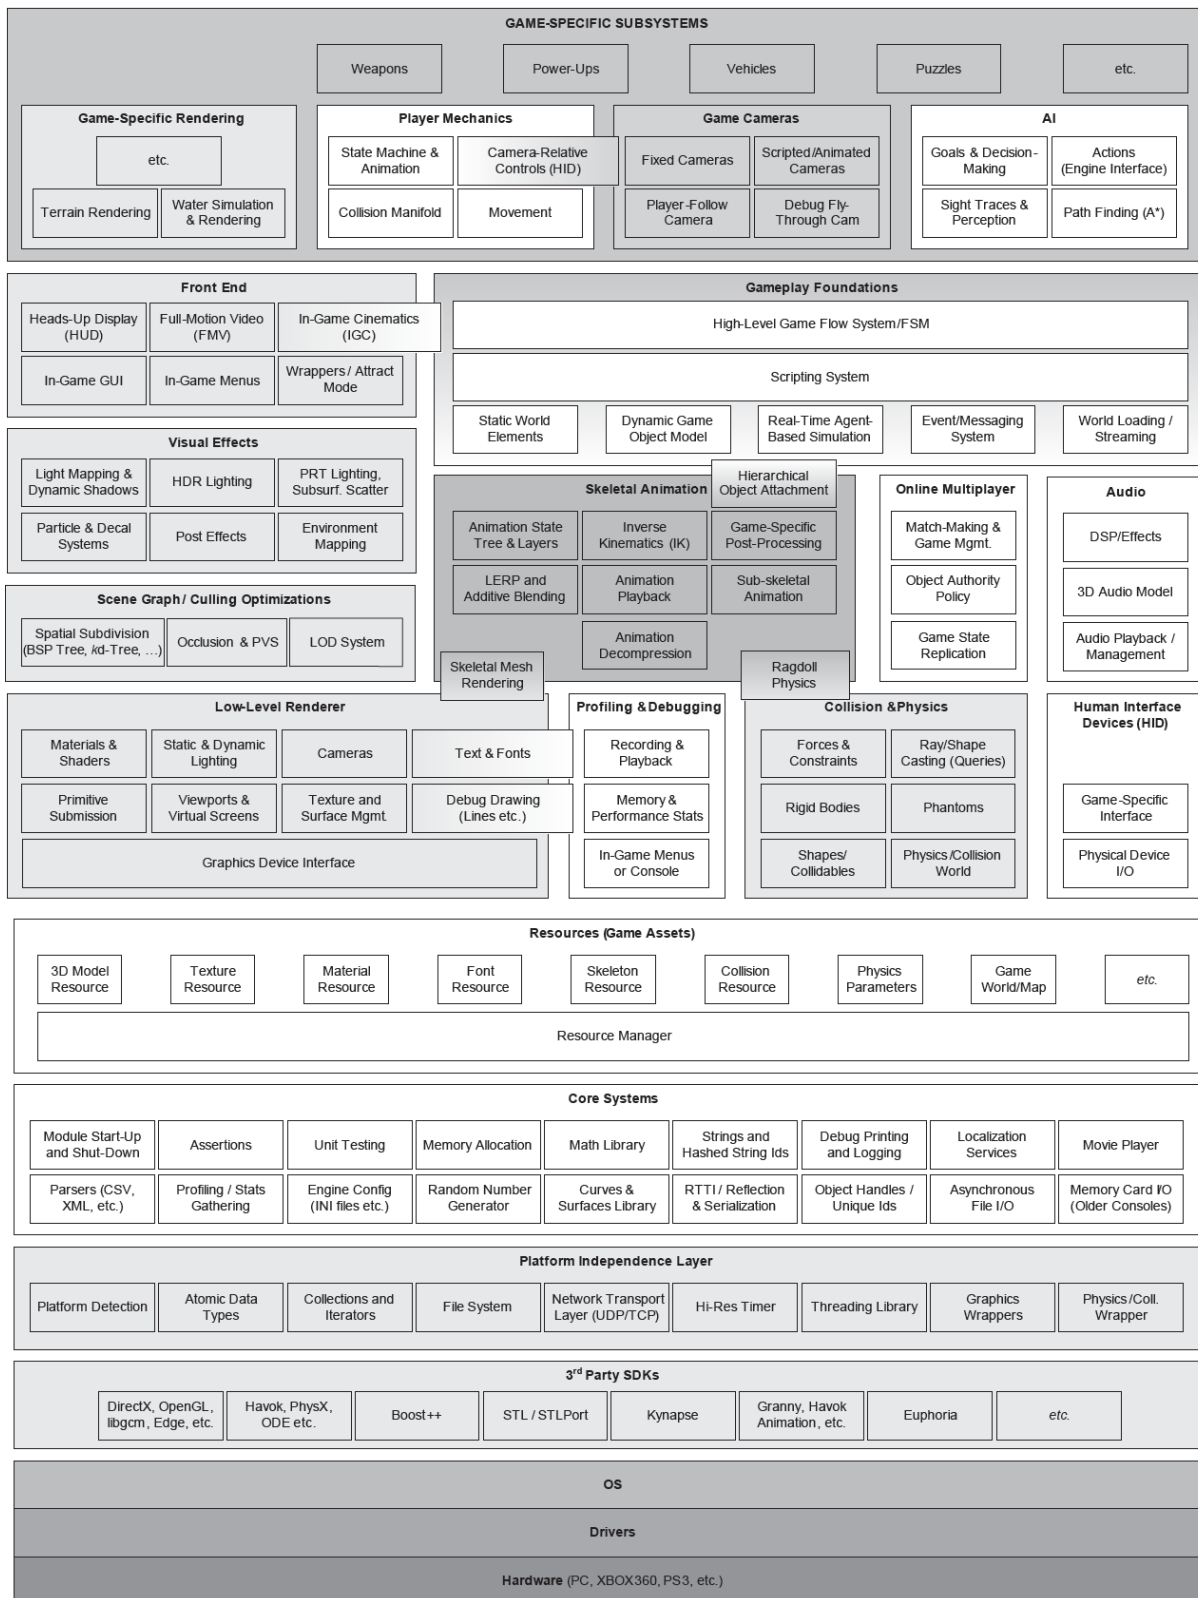 GAME-SPECIFIC SUBSYSTEMS
Weapons
Power-Ups
Vehicles
Puzzles
etc.
Game-Specific Rendering
etc.
Terrain Rendering
Water Simulation
& Rendering
Player Mechanics
State Machine &
Animation
Camera-Relative
Controls (HID)
Collision Manifold
Movement
Game Cameras
Fixed Cameras
Scripted/Animated
Cameras
Player-Follow
Camera
Debug Fly-
Through Cam
AI
Goals & Decision-
Making
Actions
(Engine Interface)
Sight Traces &
Perception
Path Finding (A*)
Front End
Heads-Up Display
(HUD)
Full-Motion Video
(FMV)
In-Game Cinematics
(IGC)
In-Game GUI
In-Game Menus
Wrappers / Attract
Mode
Gameplay Foundations
High-Level Game Flow System/FSM
Scripting System
Static World
Elements
Dynamic Game
Object Model
Real-Time Agent-
Based Simulation
Event/Messaging
System
World Loading /
Streaming
Visual Effects
Light Mapping &
Dynamic Shadows
HDR Lighting
PRT Lighting,
Subsurf. Scatter
Particle & Decal
Systems
Post Effects
Environment
Mapping
Skeletal Animation
Hierarchical
Object Attachment
Animation State
Tree & Layers
Inverse
Kinematics (IK)
Game-Specific
Post-Processing
LERP and
Additive Blending
Animation
Playback
Sub-skeletal
Animation
Animation
Decompression
Online Multiplayer
Match-Making &
Game Mgmt.
Object Authority
Policy
Game State
Replication
Audio
DSP/Effects
3D Audio Model
Audio Playback /
Management
Scene Graph / Culling Optimizations
Spatial Subdivision
(BSP Tree, kd-Tree, …)
Occlusion & PVS
LOD System
Skeletal Mesh
Rendering
Ragdoll
Physics
Low-Level Renderer
Materials &
Shaders
Static & Dynamic
Lighting
Cameras
Text & Fonts
Primitive
Submission
Viewports &
Virtual Screens
Texture and
Surface Mgmt.
Debug Drawing
(Lines etc.)
Graphics Device Interface
Profiling & Debugging
Recording &
Playback
Memory &
Performance Stats
In-Game Menus
or Console
Collision & Physics
Forces &
Constraints
Ray/Shape
Casting (Queries)
Rigid Bodies
Phantoms
Shapes/
Collidables
Physics/Collision
World
Human Interface
Devices (HID)
Game-Specific
Interface
Physical Device
I/O
Resources (Game Assets)
3D Model
Resource
Texture
Resource
Material
Resource
Font
Resource
Skeleton
Resource
Collision
Resource
Physics
Parameters
Game
World/Map
etc.
Resource Manager
Core Systems
Module Start-Up
and Shut-Down
Assertions
Unit Testing
Memory Allocation
Math Library
Strings and
Hashed String Ids
Debug Printing
and Logging
Localization
Services
Movie Player
Parsers (CSV,
XML, etc.)
Profiling / Stats
Gathering
Engine Config
(INI files etc.)
Random Number
Generator
Curves &
Surfaces Library
RTTI / Reflection
& Serialization
Object Handles /
Unique Ids
Asynchronous
File I/O
Memory Card I/O
(Older Consoles)
Platform Independence Layer
Platform Detection
Atomic Data
Types
Collections and
Iterators
File System
Network Transport
Layer (UDP/TCP)
Hi-Res Timer
Threading Library
Graphics
Wrappers
Physics/Coll.
Wrapper
3rd Party SDKs
DirectX, OpenGL,
libgcm, Edge, etc.
Havok, PhysX,
ODE etc.
Boost++
STL / STLPort
Kynapse
Granny, Havok
Animation, etc.
Euphoria
etc.
OS
Drivers
Hardware (PC, XBOX360, PS3, etc.)